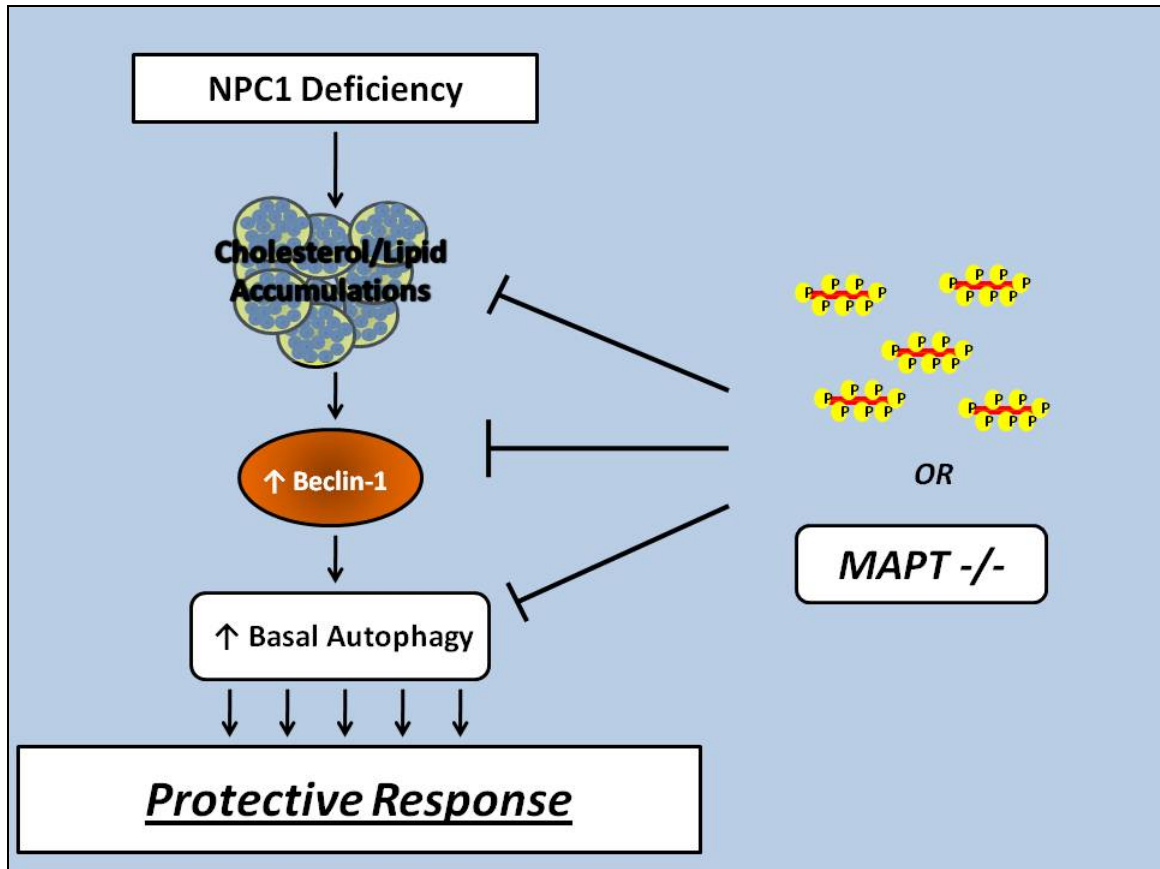 NPC1 Deficiency
Cholesterol/Lipid
Accumulations
↑ Beclin-1
↑ Basal Autophagy
Protective Response
P P P P
P P P P
P P P P
P P P P
P P P P
P P P P
P P P P
P P P P
P P P P
P P P P
OR
MAPT -/-